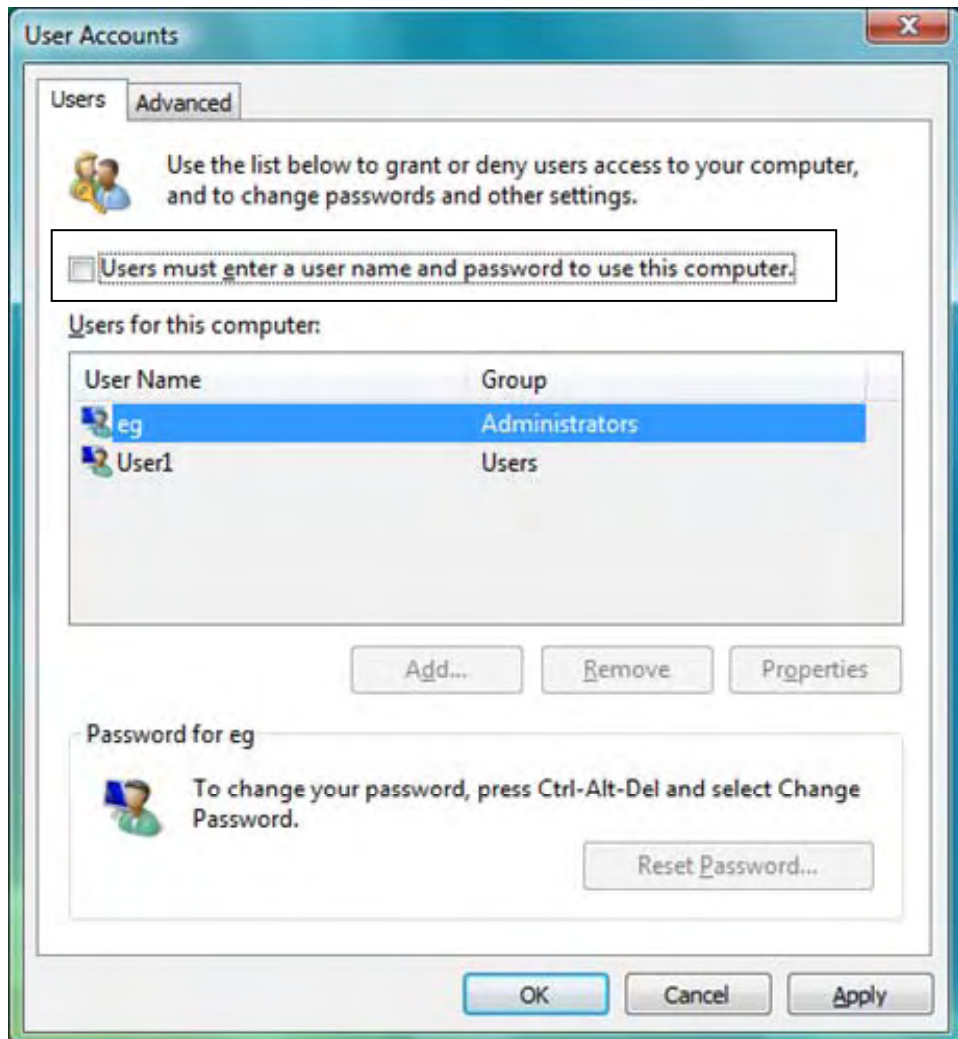 User Accounts
Users
Advanced
Use the list below to grant or deny users access to your computer,
and to change passwords and other settings.
Users must enter a user name and password to use this computer.
Users for this computer:
User Name Group
eg Administrators
User1 Users
Add... Remove Properties
Password for eg
To change your password, press Ctrl-Alt-Del and select Change
Password.
Reset Password...
OK Cancel Apply